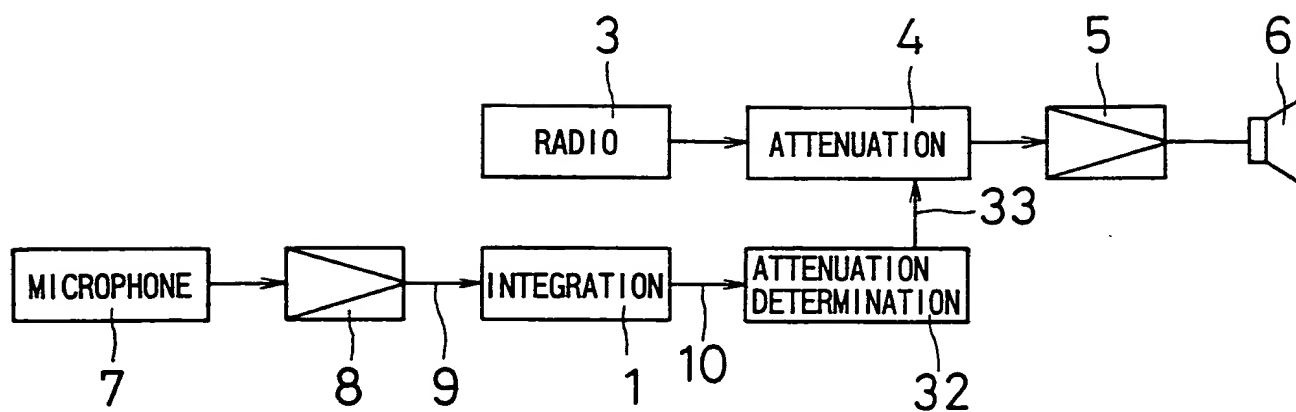 3 4 5 6
RADIO ATTENUATION
33
MICROPHONE INTEGRATION ATTENUATION
DETERMINATION
7 8 9 1 10 32